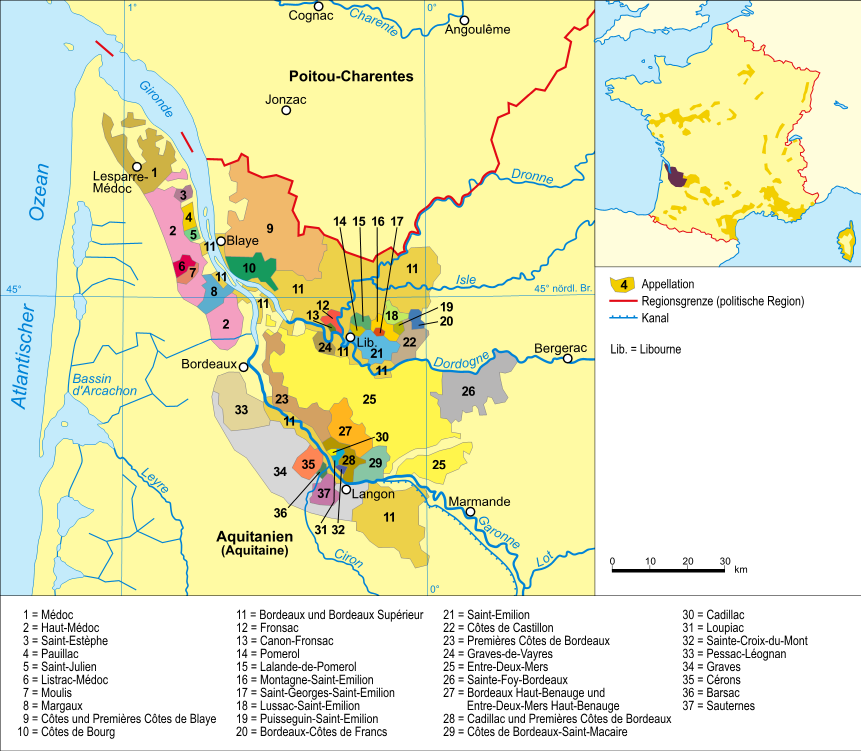 1°
Cognac
Charente
0°
Angoulême
Poitou-Charentes
Gironde
Jonzac
Lesparre-
Médoc
1
Dronne
Ozean
3
14 15 16 17
2
4
9
5
11
Blaye
11
10
11
Isle
6
7
45°
8
11
11
45° nördl. Br.
12
19
13
18
20
2
24
11
Lib.
21
22
Bergerac
Bordeaux
11
Dordogne
Atlantischer
Bassin
d'Arcachon
26
23
25
33
11
27
30
28
29
25
35
34
Leyre
37
Langon
36
Marmande
31 32
11
Aquitanien
(Aquitaine)
Garonne
Ciron
Lot
0°
4 Appellation
Regionsgrenze (politische Region)
Kanal
Lib. = Libourne
0 10 20 30
km
1 = Médoc
2 = Haut-Médoc
3 = Saint-Estèphe
4 = Pauillac
5 = Saint-Julien
6 = Listrac-Médoc
7 = Moulis
8 = Margaux
9 = Côtes und Premières Côtes de Blaye
10 = Côtes de Bourg
11 = Bordeaux und Bordeaux Supérieur
12 = Fronsac
13 = Canon-Fronsac
14 = Pomerol
15 = Lalande-de-Pomerol
16 = Montagne-Saint-Emilion
17 = Saint-Georges-Saint-Emilion
18 = Lussac-Saint-Emilion
19 = Puisseguin-Saint-Emilion
20 = Bordeaux-Côtes de Francs
21 = Saint-Emilion
22 = Côtes de Castillon
23 = Premières Côtes de Bordeaux
24 = Graves-de-Vayres
25 = Entre-Deux-Mers
26 = Sainte-Foy-Bordeaux
27 = Bordeaux Haut-Benauge und
Entre-Deux-Mers Haut-Benauge
28 = Cadillac und Premières Côtes de Bordeaux
29 = Côtes de Bordeaux-Saint-Macaire
30 = Cadillac
31 = Loupiac
32 = Sainte-Croix-du-Mont
33 = Pessac-Léognan
34 = Graves
35 = Cérons
36 = Barsac
37 = Sauternes